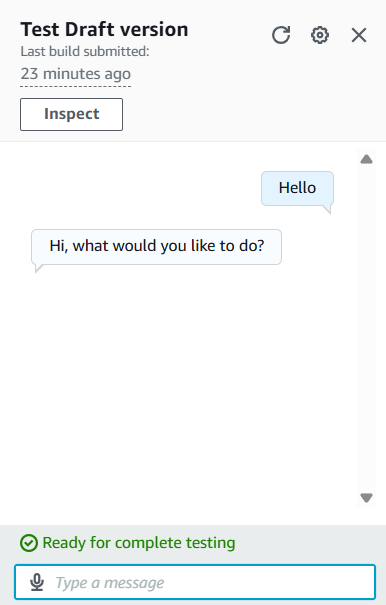 Test Draft version
Last build submitted:
23 minutes ago
Inspect
Hello
Hi, what would you like to do?
Ready for complete testing
Type a message